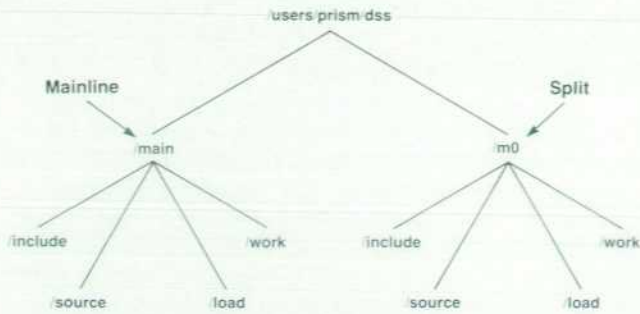 /users/prism/dss
Mainline
Split
/main
/m0
/include
/work
/include
/work
/source
/load
/source
/load